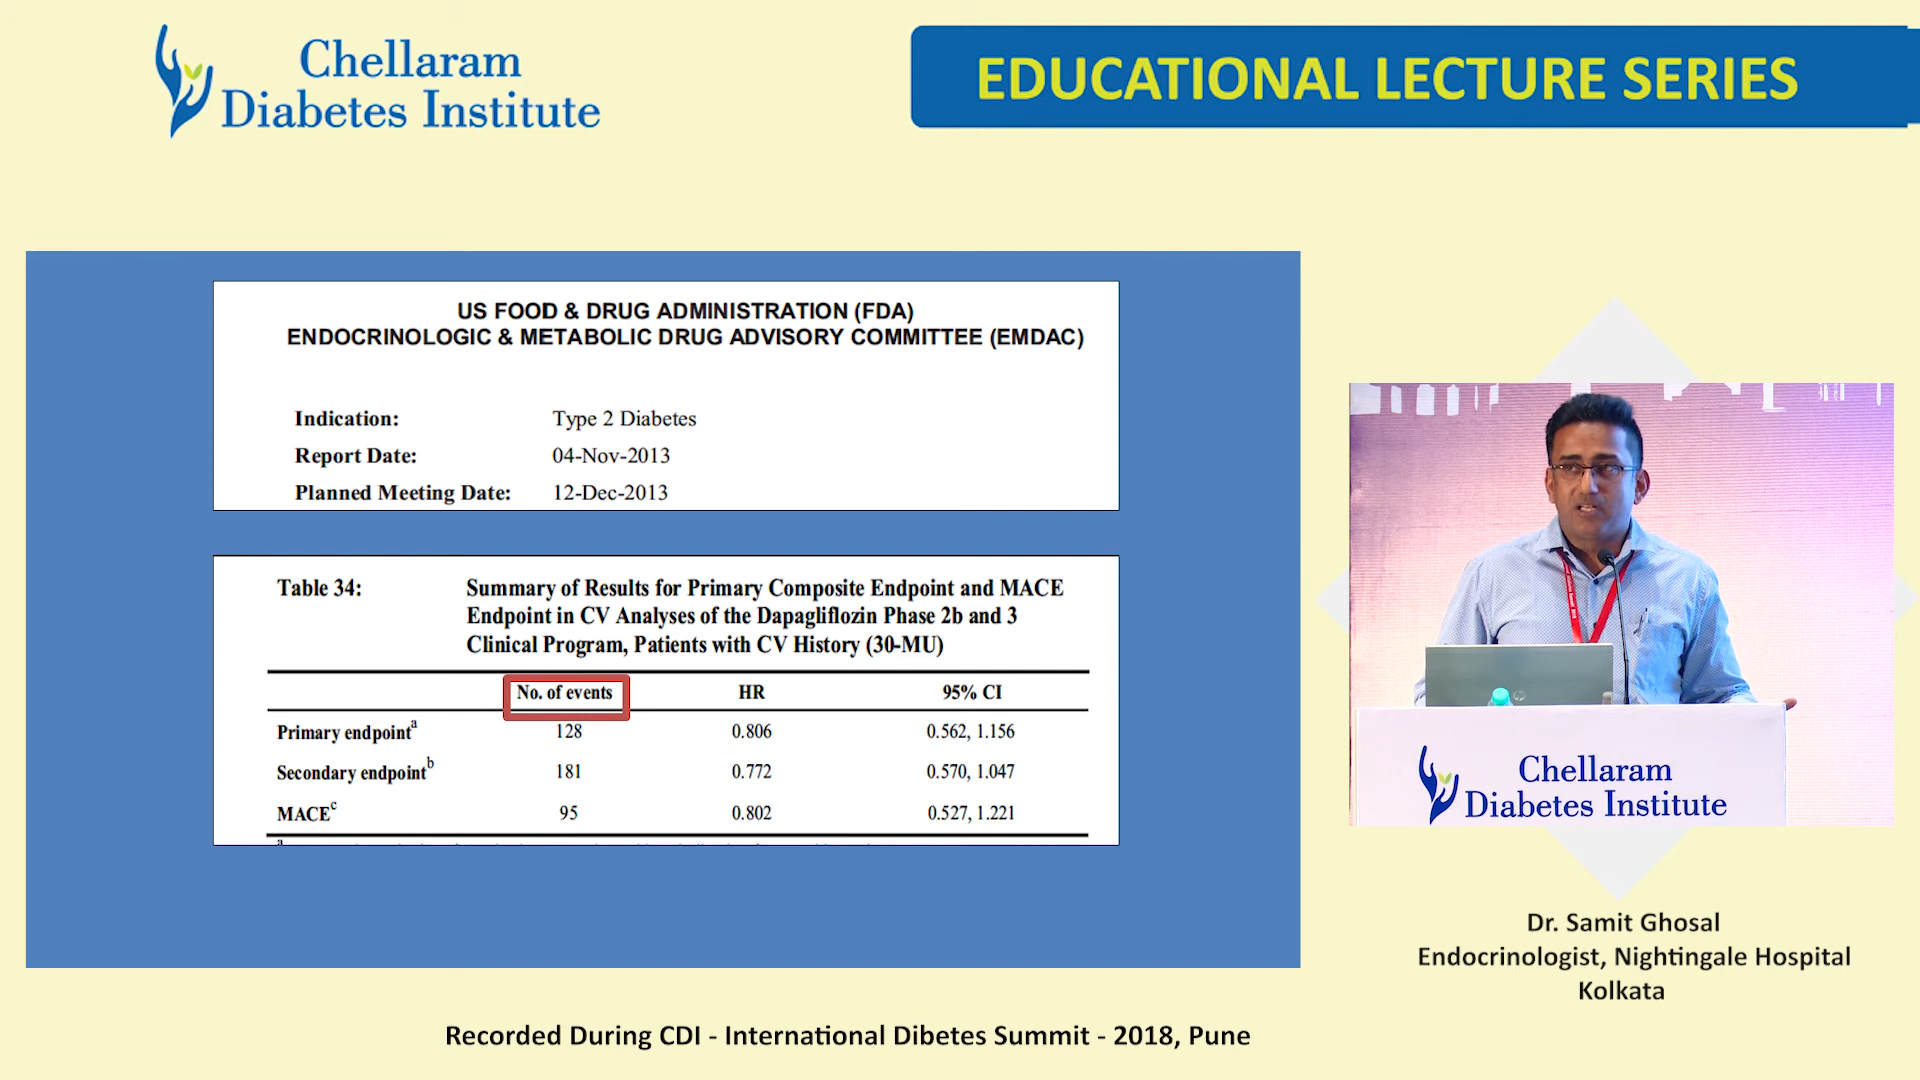 Chellaram
Diabetes Institute
EDUCATIONAL LECTURE SERIES
US FOOD & DRUG ADMINISTRATION (FDA)
ENDOCRINOLOGIC & METABOLIC DRUG ADVISORY COMMITTEE (EMDAC)
Indication: Type 2 Diabetes
Report Date: 04-Nov-2013
Planned Meeting Date: 12-Dec-2013
Table 34: Summary of Results for Primary Composite Endpoint and MACE
Endpoint in CV Analyses of the Dapagliflozin Phase 2b and 3
Clinical Program, Patients with CV History (30-MU)
No. of events HR 95% CI
Primary endpointa 128 0.806 0.562, 1.156
Secondary endpointb 181 0.772 0.570, 1.047
MACEc 95 0.802 0.527, 1.221
a
Chellaram
Diabetes Institute
Dr. Samit Ghosal
Endocrinologist, Nightingale Hospital
Kolkata
Recorded During CDI - International Dibetes Summit - 2018, Pune